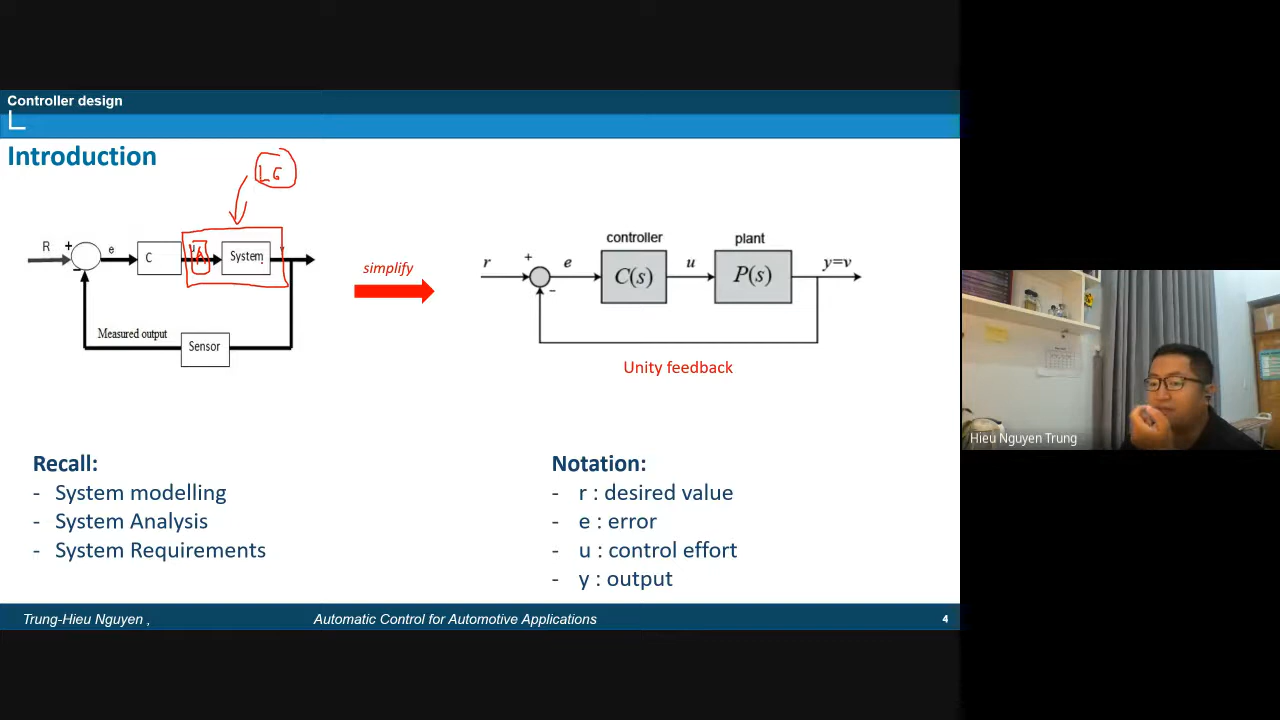 Controller design
Introduction
LG
R
+
e
C
u
A
System
-
Measured output
Sensor
simplify
controller
plant
r
+
e
C(s)
u
P(s)
y=v
-
Unity feedback
Recall:
- System modelling
- System Analysis
- System Requirements
Notation:
- r : desired value
- e : error
- u : control effort
- y : output
Hieu Nguyen Trung
Trung-Hieu Nguyen , Automatic Control for Automotive Applications 4